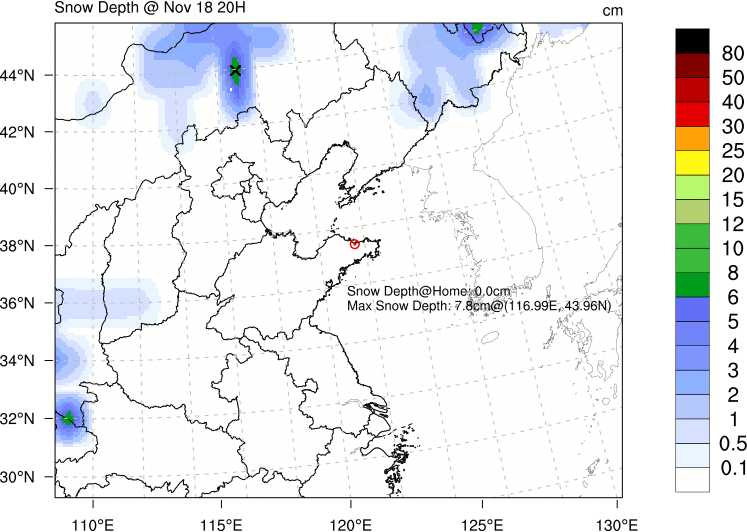 Snow Depth @ Nov 18 20H
cm
44°N
42°N
40°N
38°N
36°N
34°N
32°N
30°N
Snow Depth@Home: 0.0cm
Max Snow Depth: 7.8cm@(116.99E, 43.96N)
110°E 115°E 120°E 125°E 130°E
80
50
40
30
25
20
15
12
10
8
6
5
4
3
2
1
0.5
0.1